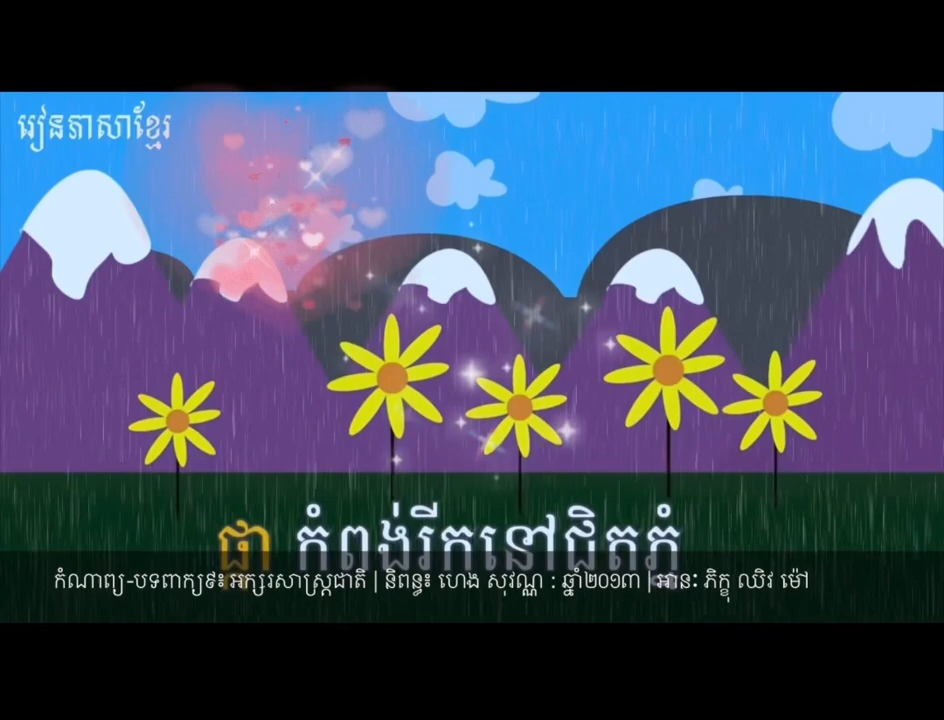 រៀនភាសាខ្មែរ
ផ្កា កំពង់រីកនៅជិតភ្នំ
កំណាព្យ-បទពាក្យ៩៖ អក្សរសាស្ត្រជាតិ | និពន្ធ៖ ហេង សុវណ្ណ : ឆ្នាំ២០១៣ | អាន: ភិក្ខុ ឈិវ ម៉ៅ